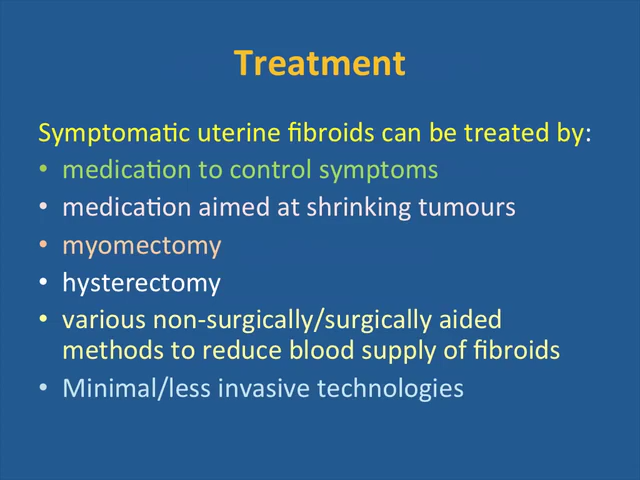 Treatment
Symptomatic uterine fibroids can be treated by:
• medication to control symptoms
• medication aimed at shrinking tumours
• myomectomy
• hysterectomy
• various non-surgically/surgically aided
methods to reduce blood supply of fibroids
• Minimal/less invasive technologies